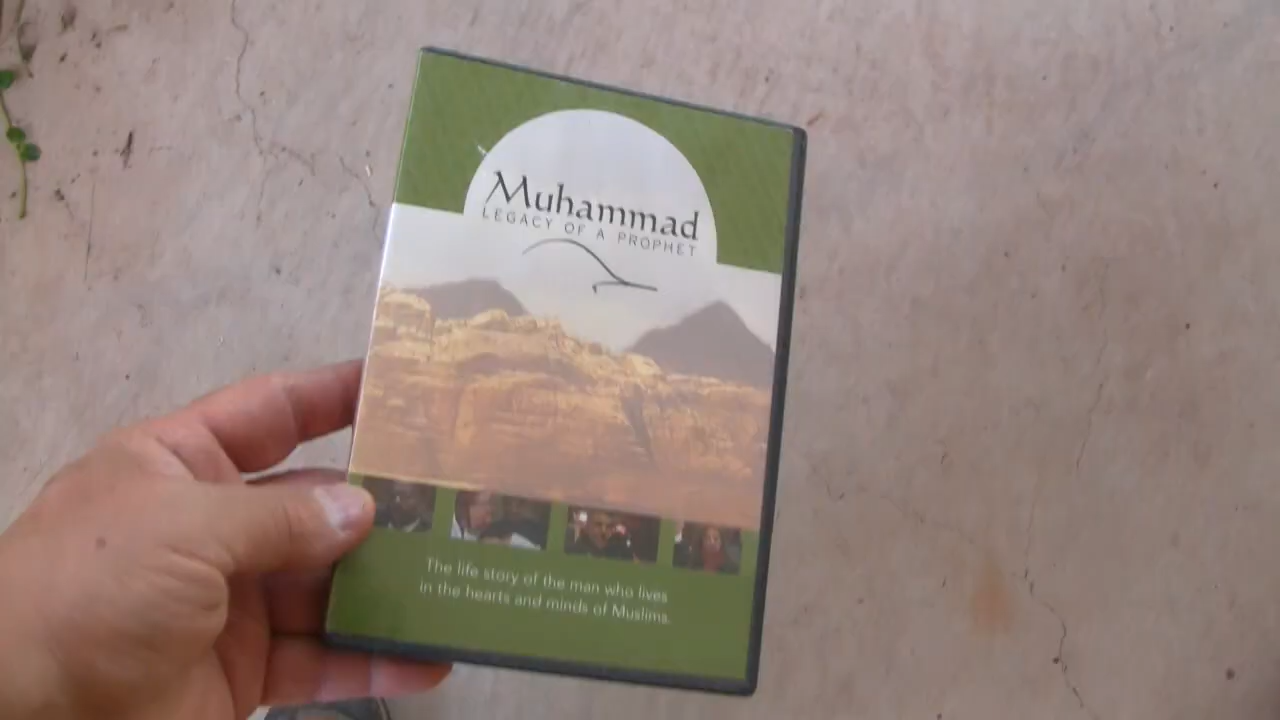 Muhammad
LEGACY OF A PROPHET
The life story of the man who lives
in the hearts and minds of Muslims.